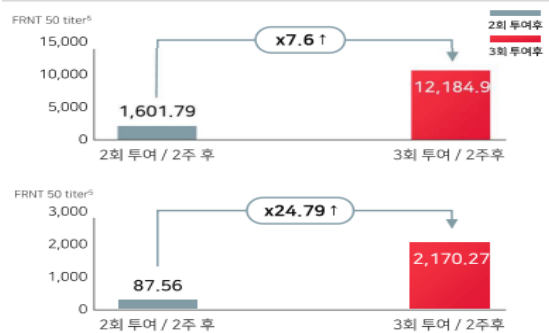 FRNT 50 titer⁵
2회 투여후
3회 투여후
15,000
10,000
5,000
0
x7.6↑
1,601.79
12,184.9
2회 투여 / 2주 후
3회 투여 / 2주후
FRNT 50 titer⁵
3,000
2,000
1,000
0
x24.79↑
87.56
2,170.27
2회 투여 / 2주 후
3회 투여 / 2주후